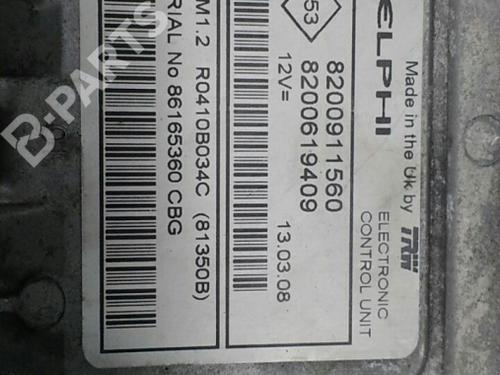 Made in the Uk by TRW
ELECTRONIC
CONTROL UNIT
ELPHI
53
8200911560
8200619409
12V= 13.03.08
M1.2 R0410B034C (81350B)
RIAL No 86165360 CBG
B-PARTS